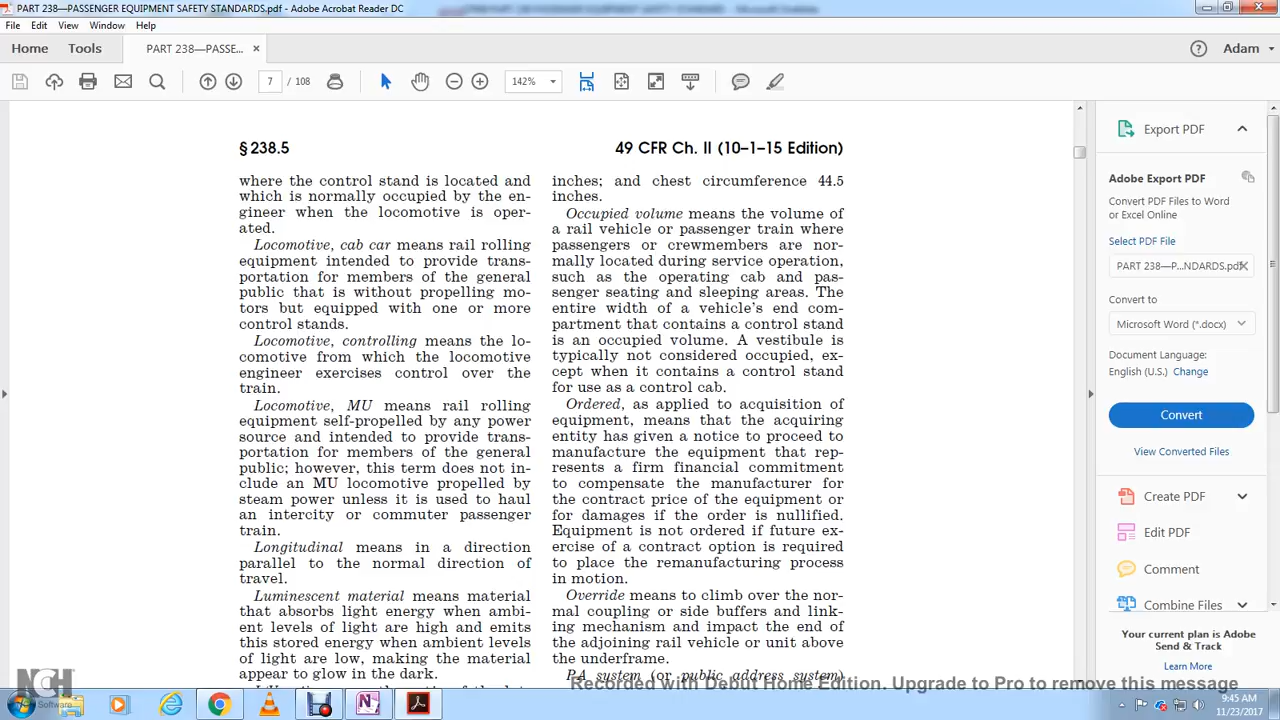 PART 238—PASSENGER EQUIPMENT SAFETY STANDARDS.pdf - Adobe Acrobat Reader DC
File Edit View Window Help
Home Tools PART 238—PASSE... ×
Adam
7 / 108
142%
§ 238.5
49 CFR Ch. II (10–1–15 Edition)
where the control stand is located and
which is normally occupied by the en-
gineer when the locomotive is oper-
ated.
Locomotive, cab car means rail rolling
equipment intended to provide trans-
portation for members of the general
public that is without propelling mo-
tors but equipped with one or more
control stands.
Locomotive, controlling means the lo-
comotive from which the locomotive
engineer exercises control over the
train.
Locomotive, MU means rail rolling
equipment self-propelled by any power
source and intended to provide trans-
portation for members of the general
public; however, this term does not in-
clude an MU locomotive propelled by
steam power unless it is used to haul
an intercity or commuter passenger
train.
Longitudinal means in a direction
parallel to the normal direction of
travel.
Luminescent material means material
that absorbs light energy when ambi-
ent levels of light are high and emits
this stored energy when ambient levels
of light are low, making the material
appear to glow in the dark.
inches; and chest circumference 44.5
inches.
Occupied volume means the volume of
a rail vehicle or passenger train where
passengers or crewmembers are nor-
mally located during service operation,
such as the operating cab and pas-
senger seating and sleeping areas. The
entire width of a vehicle's end com-
partment that contains a control stand
is an occupied volume. A vestibule is
typically not considered occupied, ex-
cept when it contains a control stand
for use as a control cab.
Ordered, as applied to acquisition of
equipment, means that the acquiring
entity has given a notice to proceed to
manufacture the equipment that rep-
resents a firm financial commitment
to compensate the manufacturer for
the contract price of the equipment or
for damages if the order is nullified.
Equipment is not ordered if future ex-
ercise of a contract option is required
to place the remanufacturing process
in motion.
Override means to climb over the nor-
mal coupling or side buffers and link-
ing mechanism and impact the end of
the adjoining rail vehicle or unit above
the underframe.
PA system (or public address system)
Export PDF
Adobe Export PDF
Convert PDF Files to Word
or Excel Online
Select PDF File
PART 238—P...NDARDS.pdf
Convert to
Microsoft Word (*.docx)
Document Language:
English (U.S.) Change
Convert
View Converted Files
Create PDF
Edit PDF
Comment
Combine Files
Your current plan is Adobe
Send & Track
Learn More
NCH
Software
Recorded with Debut Home Edition. Upgrade to Pro to remove this message
9:45 AM
11/23/2017